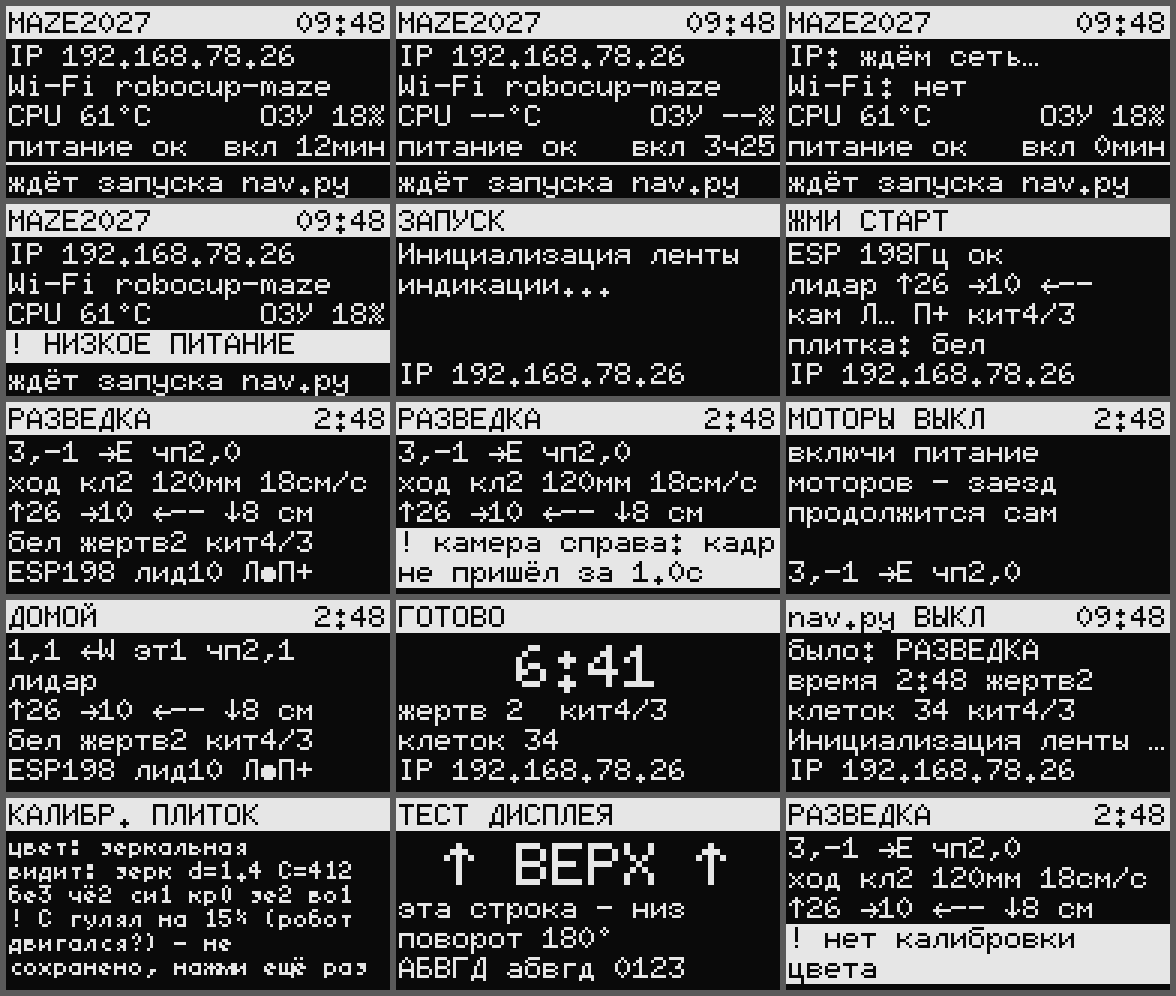 MAZE2027 09:48
IP 192.168.78.26
Wi-Fi robocup-maze
CPU 61°C ОЗУ 18%
питание ок вкл 12мин
ждёт запуска nav.py
MAZE2027 09:48
IP 192.168.78.26
Wi-Fi robocup-maze
CPU --°C ОЗУ --%
питание ок вкл 3ч25
ждёт запуска nav.py
MAZE2027 09:48
IP: ждём сеть…
Wi-Fi: нет
CPU 61°C ОЗУ 18%
питание ок вкл 0мин
ждёт запуска nav.py
MAZE2027 09:48
IP 192.168.78.26
Wi-Fi robocup-maze
CPU 61°C ОЗУ 18%
! НИЗКОЕ ПИТАНИЕ
ждёт запуска nav.py
ЗАПУСК
Инициализация ленты
индикации...
IP 192.168.78.26
ЖМИ СТАРТ
ESP 198Гц ок
лидар ↑26 →10 ←--
кам Л… П+ кит4/3
плитка: бел
IP 192.168.78.26
РАЗВЕДКА 2:48
3,-1 →E чп2,0
ход кл2 120мм 18см/с
↑26 →10 ←-- ↓8 см
бел жертв2 кит4/3
ESP198 лид10 Л●П+
РАЗВЕДКА 2:48
3,-1 →E чп2,0
ход кл2 120мм 18см/с
↑26 →10 ←-- ↓8 см
! камера справа: кадр
не пришёл за 1.0с
МОТОРЫ ВЫКЛ 2:48
включи питание
моторов - заезд
продолжится сам
3,-1 →E чп2,0
ДОМОЙ 2:48
1,1 ←W эт1 чп2,1
лидар
↑26 →10 ←-- ↓8 см
бел жертв2 кит4/3
ESP198 лид10 Л●П+
ГОТОВО
6:41
жертв 2 кит4/3
клеток 34
IP 192.168.78.26
nav.py ВЫКЛ 09:48
было: РАЗВЕДКА
время 2:48 жертв2
клеток 34 кит4/3
Инициализация ленты …
IP 192.168.78.26
КАЛИБР. ПЛИТОК
цвет: зеркальная
видит: зерк d=1.4 C=412
бе3 чё2 си1 кр0 зе2 во1
! C гулял на 15% (робот
двигался?) - не
сохранено, нажми ещё раз
ТЕСТ ДИСПЛЕЯ
↑ ВЕРХ ↑
эта строка - низ
поворот 180°
АБВГД абвгд 0123
РАЗВЕДКА 2:48
3,-1 →E чп2,0
ход кл2 120мм 18см/с
↑26 →10 ←-- ↓8 см
! нет калибровки
цвета